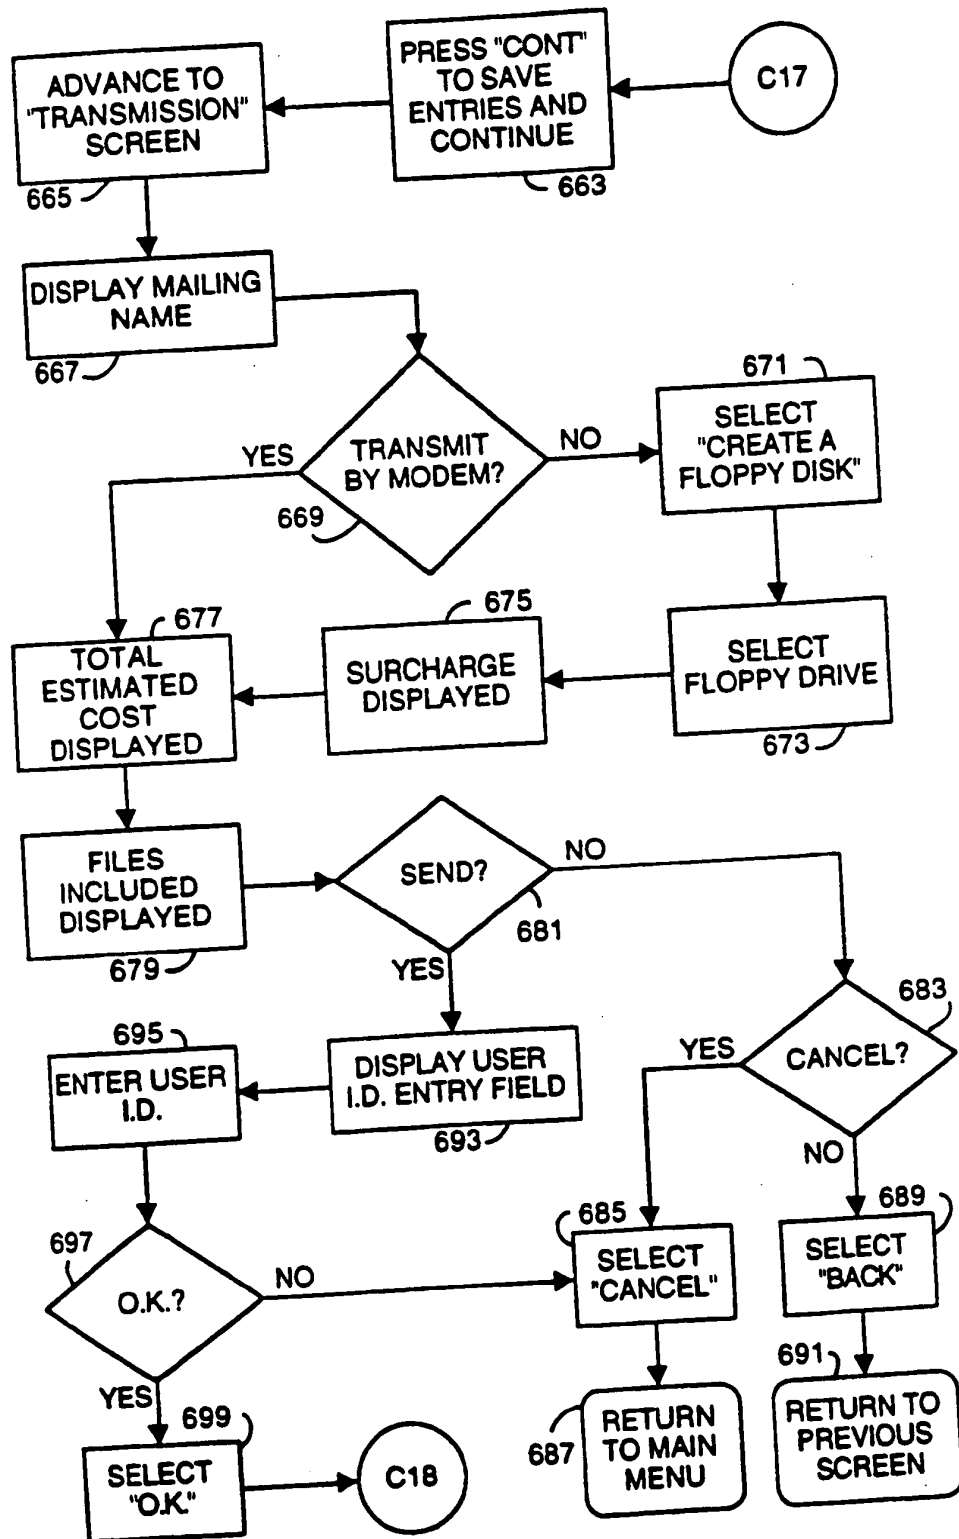 C17
PRESS "CONT"
TO SAVE
ENTRIES AND
CONTINUE
663
ADVANCE TO
"TRANSMISSION"
SCREEN
665
DISPLAY MAILING
NAME
667
TRANSMIT
BY MODEM?
669
YES
NO
671
SELECT
"CREATE A
FLOPPY DISK"
SELECT
FLOPPY DRIVE
673
675
SURCHARGE
DISPLAYED
677
TOTAL
ESTIMATED
COST
DISPLAYED
FILES
INCLUDED
DISPLAYED
679
SEND?
681
NO
YES
683
CANCEL?
YES
NO
DISPLAY USER
I.D. ENTRY FIELD
693
695
ENTER USER
I.D.
697
O.K.?
NO
YES
685
SELECT
"CANCEL"
689
SELECT
"BACK"
687
RETURN
TO MAIN
MENU
691
RETURN TO
PREVIOUS
SCREEN
699
SELECT
"O.K."
C18